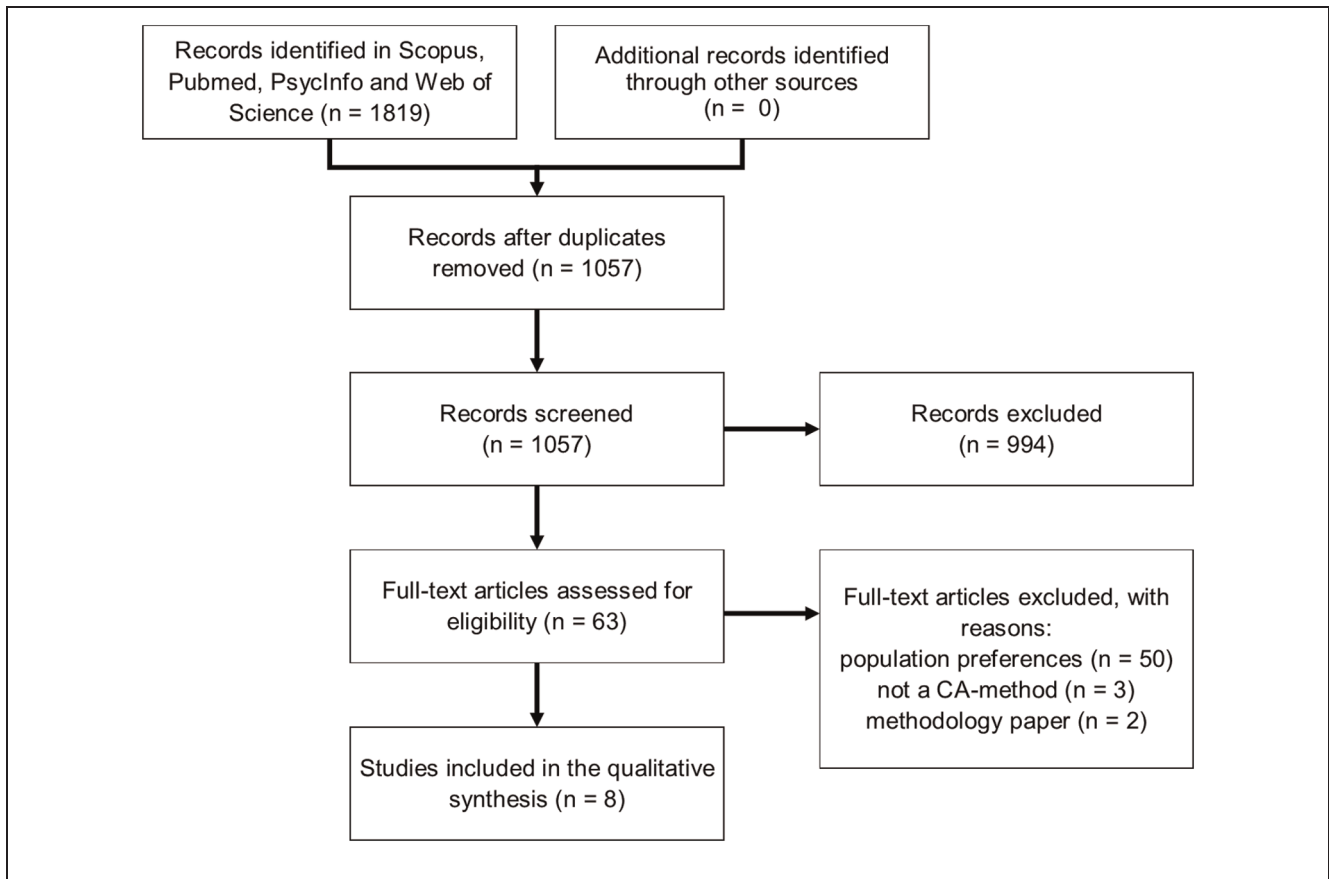 Records identified in Scopus,
Pubmed, PsycInfo and Web of
Science (n = 1819)
Additional records identified
through other sources
(n = 0)
Records after duplicates
removed (n = 1057)
Records screened
(n = 1057)
Records excluded
(n = 994)
Full-text articles assessed for
eligibility (n = 63)
Full-text articles excluded, with
reasons:
population preferences (n = 50)
not a CA-method (n = 3)
methodology paper (n = 2)
Studies included in the qualitative
synthesis (n = 8)